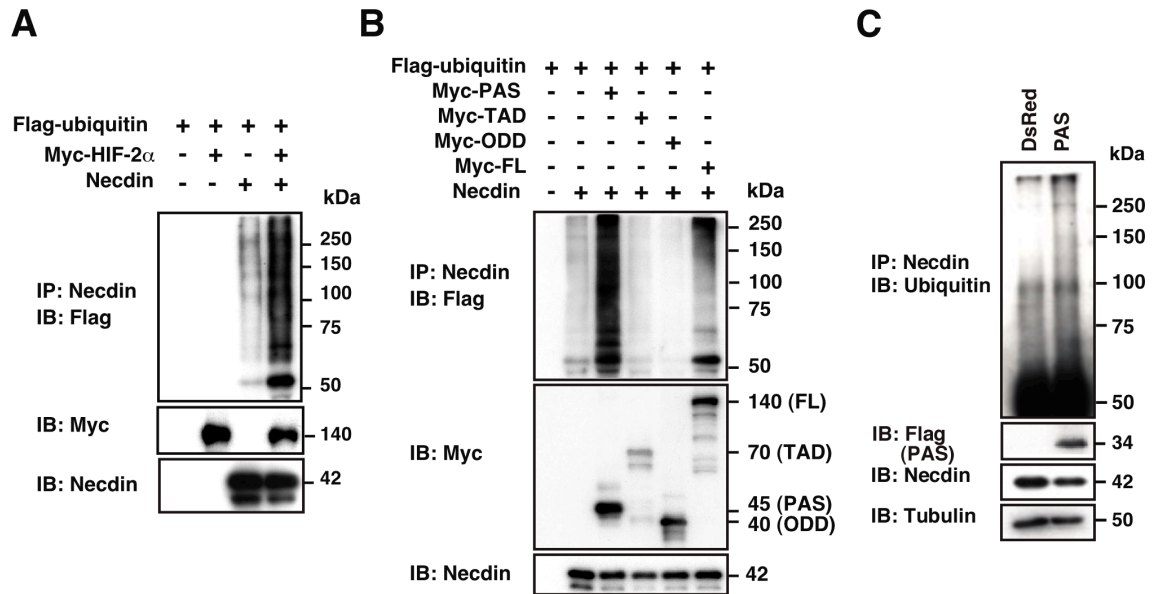 A
Flag-ubiquitin + + + +
Myc-HIF-2α - + - +
Necdin - - + +
kDa
250
150
100
75
50
IP: Necdin
IB: Flag
IB: Myc
140
IB: Necdin
42
B
Flag-ubiquitin + + + + + +
Myc-PAS - - + - - -
Myc-TAD - - - + - -
Myc-ODD - - - - + -
Myc-FL - - - - - +
Necdin - + + + + +
kDa
250
150
100
75
50
IP: Necdin
IB: Flag
140 (FL)
IB: Myc
70 (TAD)
45 (PAS)
40 (ODD)
IB: Necdin
42
C
DsRed
PAS
kDa
250
150
100
75
50
IP: Necdin
IB: Ubiquitin
IB: Flag
(PAS)
34
IB: Necdin
42
IB: Tubulin
50